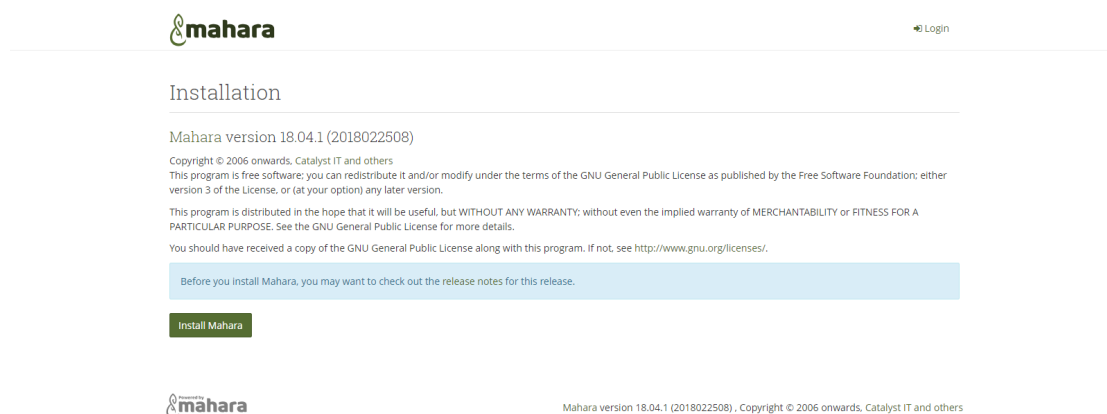 mahara
Login
Installation
Mahara version 18.04.1 (2018022508)
Copyright © 2006 onwards, Catalyst IT and others
This program is free software; you can redistribute it and/or modify under the terms of the GNU General Public License as published by the Free Software Foundation; either
version 3 of the License, or (at your option) any later version.
This program is distributed in the hope that it will be useful, but WITHOUT ANY WARRANTY; without even the implied warranty of MERCHANTABILITY or FITNESS FOR A
PARTICULAR PURPOSE. See the GNU General Public License for more details.
You should have received a copy of the GNU General Public License along with this program. If not, see http://www.gnu.org/licenses/.
Before you install Mahara, you may want to check out the release notes for this release.
Install Mahara
Powered by
mahara
Mahara version 18.04.1 (2018022508) , Copyright © 2006 onwards, Catalyst IT and others